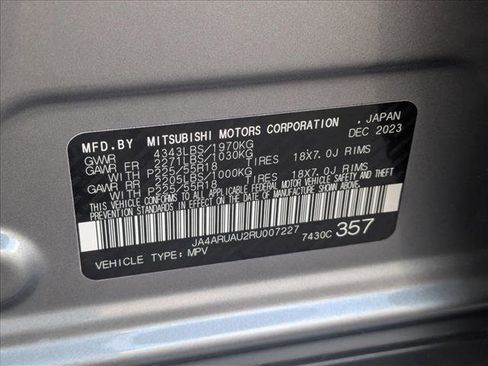 MFD.BY MITSUBISHI MOTORS CORPORATION . JAPAN
GVWR 4343LBS/1970KG DEC 2023
GAWR FR 2271LBS/1030KG
WITH P225/55R18 TIRES 18X7.0J RIMS
GAWR RR 2205LBS/1000KG
WITH P225/55R18 TIRES 18X7.0J RIMS
THIS VEHICLE CONFORMS TO ALL APPLICABLE FEDERAL MOTOR VEHICLE SAFETY,
BUMPER AND THEFT PREVENTION STANDARDS IN EFFECT ON THE DATE OF MANUFACTURE
SHOWN ABOVE.
JA4ARUAU2RU007227 7430C 357
VEHICLE TYPE: MPV